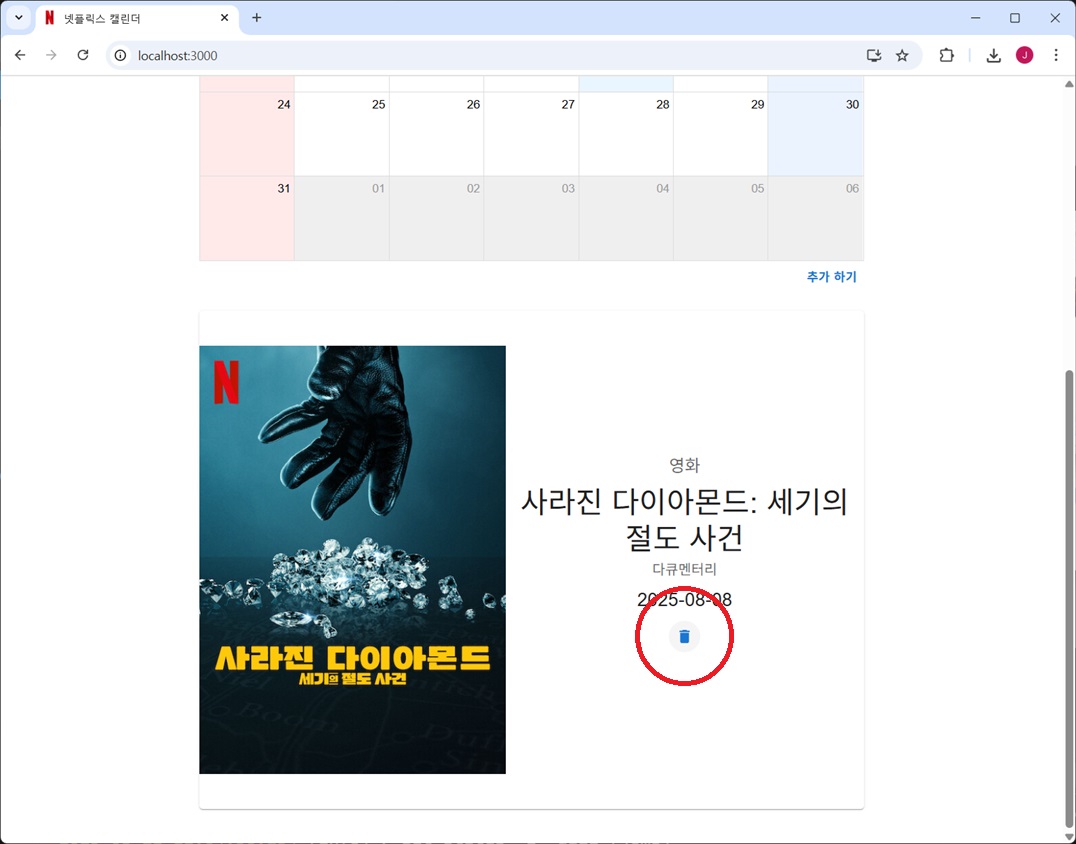 넷플릭스 캘린더
localhost:3000
J
24 25 26 27 28 29 30
31 01 02 03 04 05 06
추가 하기
N
영화
사라진 다이아몬드: 세기의
절도 사건
다큐멘터리
2025-08-08
사라진 다이아몬드
세기의 절도 사건